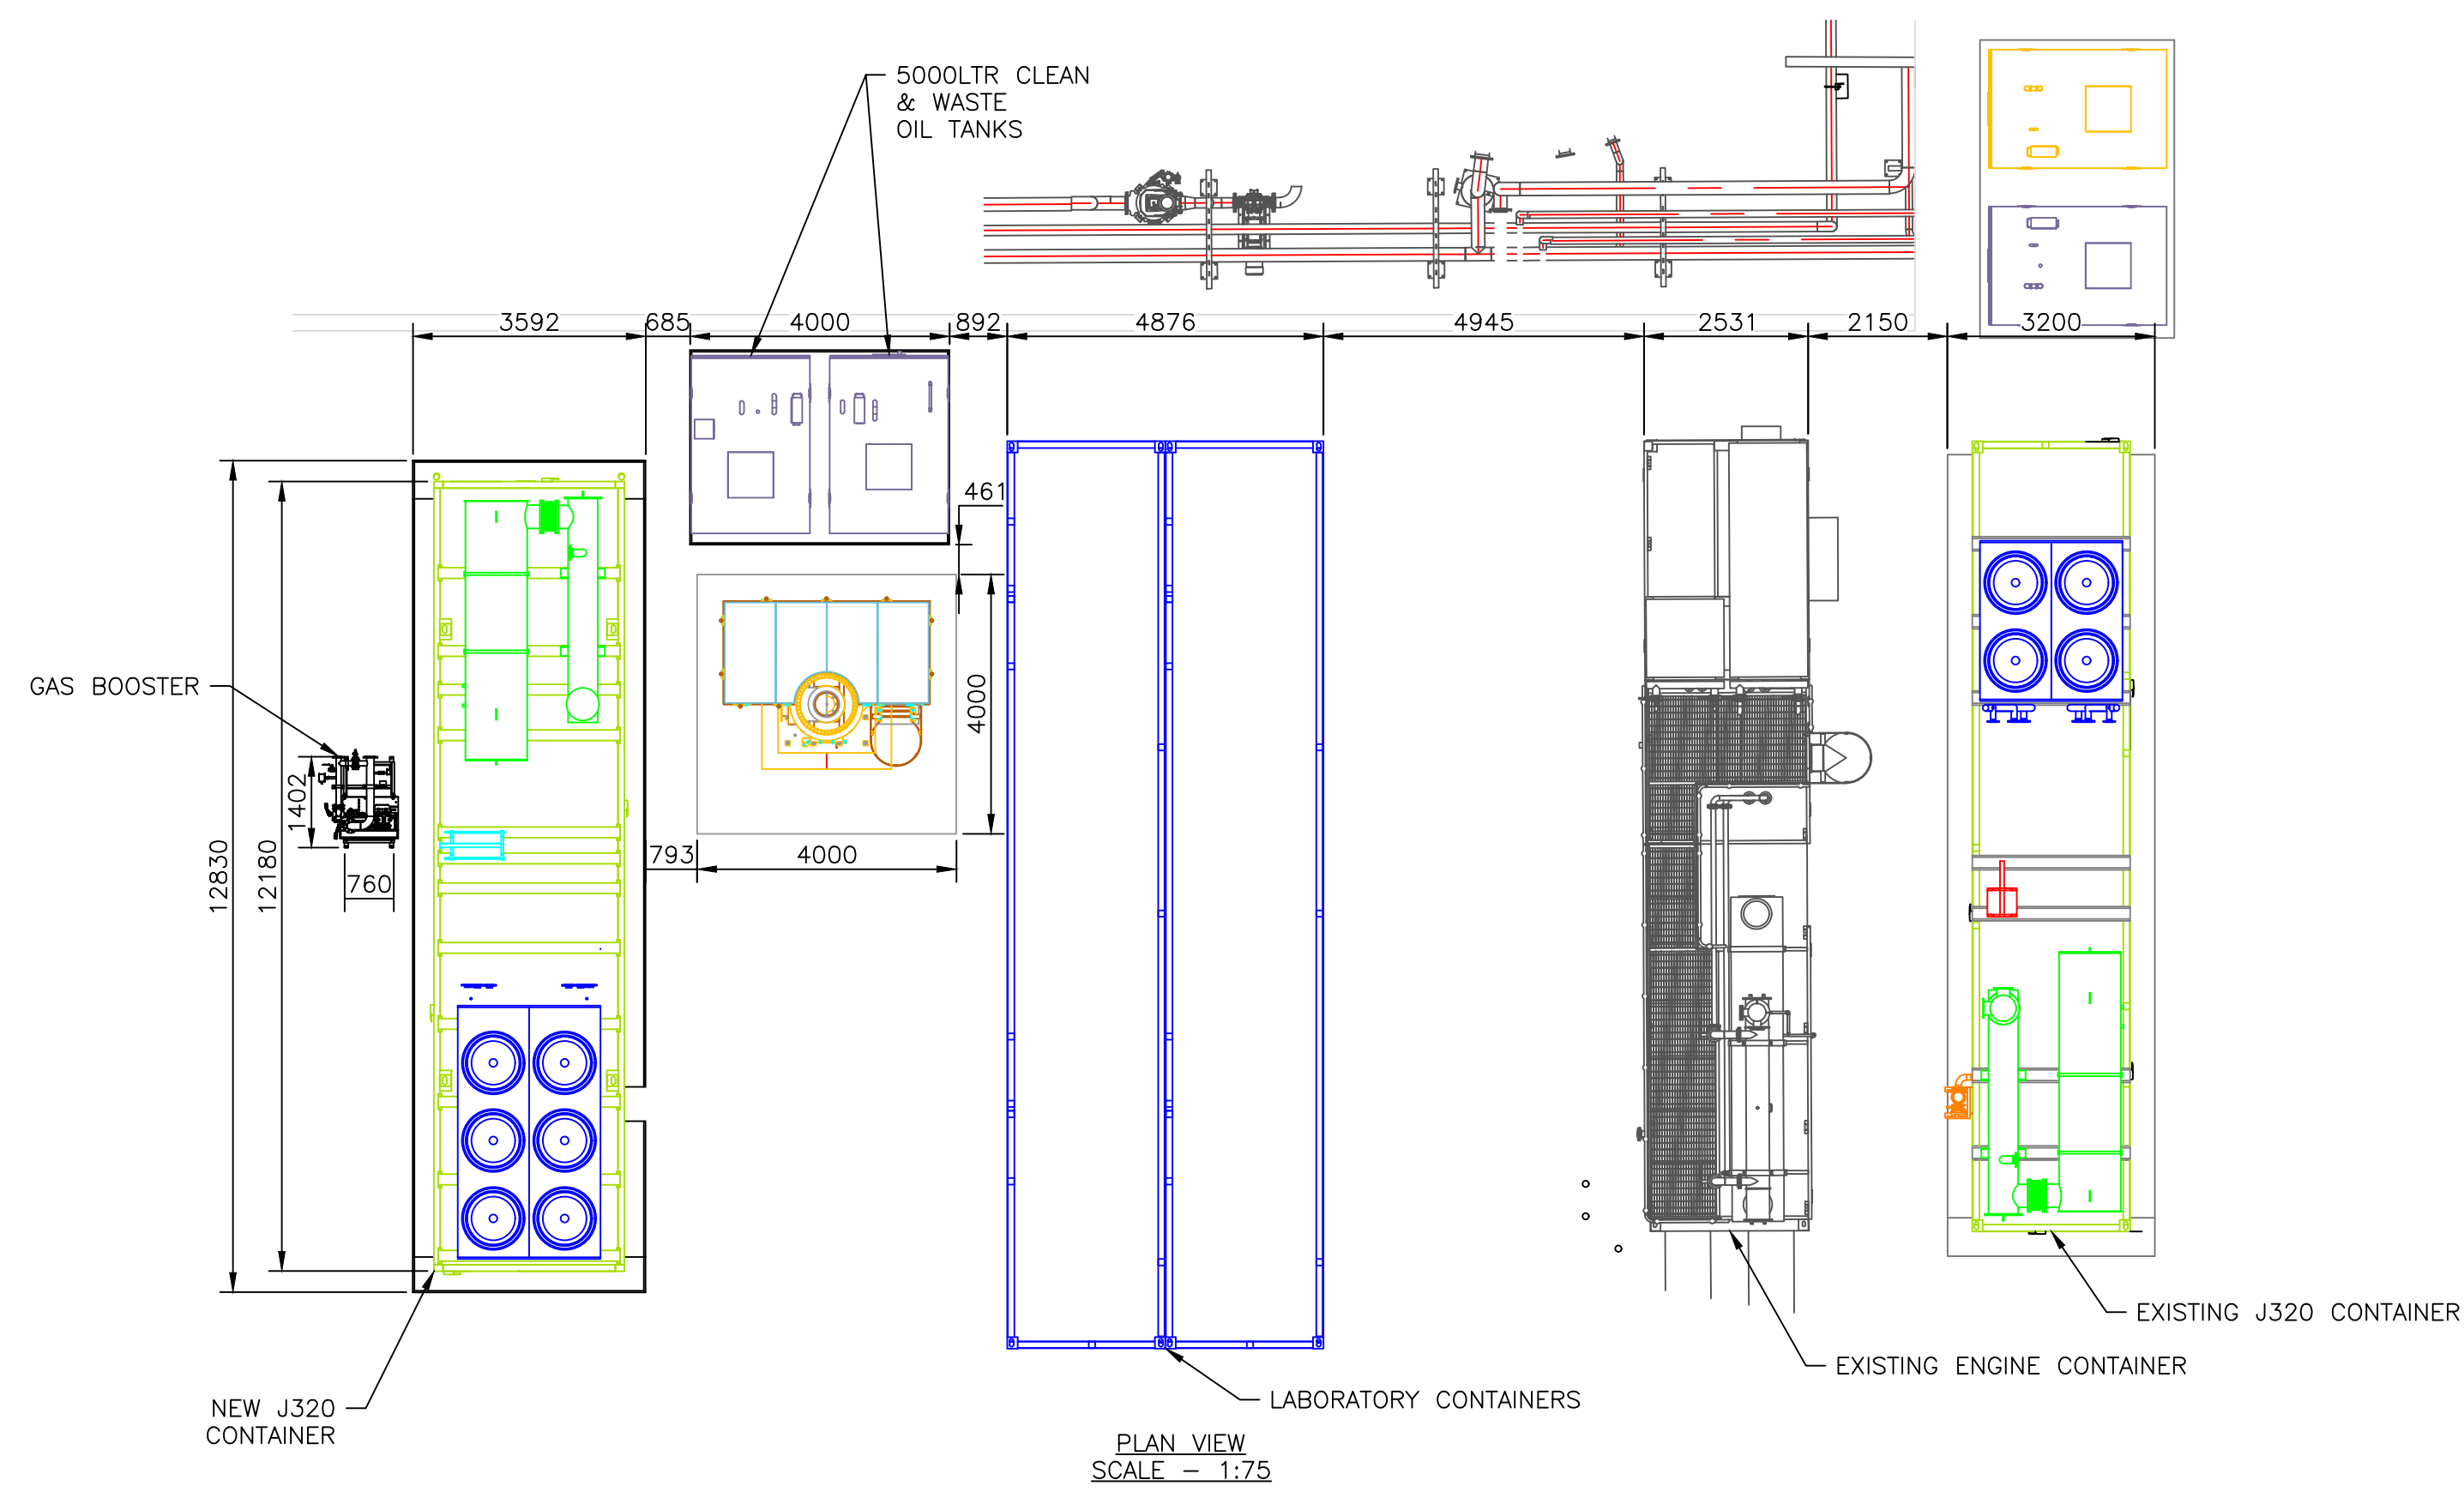 5000LTR CLEAN
& WASTE
OIL TANKS
3592
685
4000
892
4876
4945
2531
2150
3200
461
GAS BOOSTER
4000
1402
12830
12180
760
793
4000
EXISTING J320 CONTAINER
EXISTING ENGINE CONTAINER
LABORATORY CONTAINERS
NEW J320
CONTAINER
PLAN VIEW
SCALE - 1:75